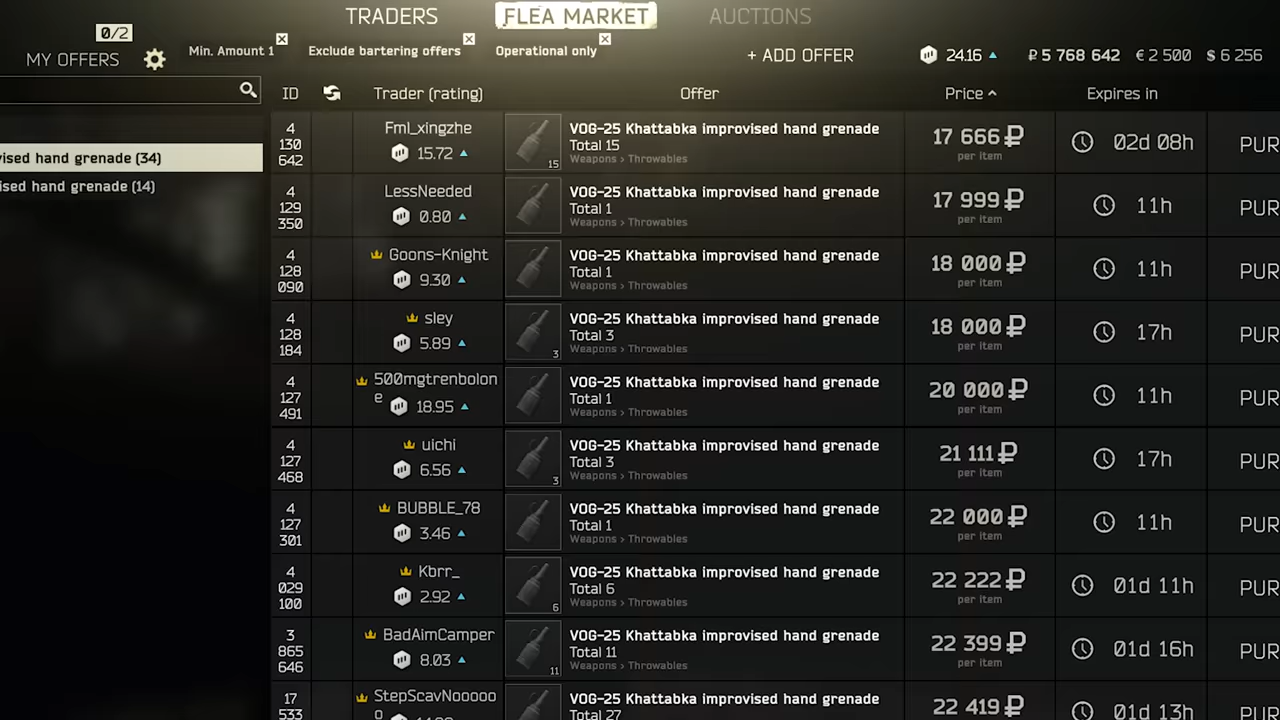 TRADERS
FLEA MARKET
AUCTIONS
0/2
MY OFFERS
Min. Amount 1
Exclude bartering offers
Operational only
+ ADD OFFER
24.16
₽ 5 768 642
€ 2 500
$ 6 256
ID
Trader (rating)
Offer
Price
Expires in
vised hand grenade (34)
ised hand grenade (14)
4 130 642
Fml_xingzhe
15.72
15
VOG-25 Khattabka improvised hand grenade
Total 15
Weapons › Throwables
17 666 ₽
per item
02d 08h
PUR
4 129 350
LessNeeded
0.80
VOG-25 Khattabka improvised hand grenade
Total 1
Weapons › Throwables
17 999 ₽
per item
11h
PUR
4 128 090
Goons-Knight
9.30
VOG-25 Khattabka improvised hand grenade
Total 1
Weapons › Throwables
18 000 ₽
per item
11h
PUR
4 128 184
sley
5.89
3
VOG-25 Khattabka improvised hand grenade
Total 3
Weapons › Throwables
18 000 ₽
per item
17h
PUR
4 127 491
500mgtrenbolon
e
18.95
VOG-25 Khattabka improvised hand grenade
Total 1
Weapons › Throwables
20 000 ₽
per item
11h
PUR
4 127 468
uichi
6.56
3
VOG-25 Khattabka improvised hand grenade
Total 3
Weapons › Throwables
21 111 ₽
per item
17h
PUR
4 127 301
BUBBLE_78
3.46
VOG-25 Khattabka improvised hand grenade
Total 1
Weapons › Throwables
22 000 ₽
per item
11h
PUR
4 029 100
Kbrr_
2.92
6
VOG-25 Khattabka improvised hand grenade
Total 6
Weapons › Throwables
22 222 ₽
per item
01d 11h
PUR
3 865 646
BadAimCamper
8.03
11
VOG-25 Khattabka improvised hand grenade
Total 11
Weapons › Throwables
22 399 ₽
per item
01d 16h
PUR
17 533
StepScavNooooo
VOG-25 Khattabka improvised hand grenade
Total 27
22 419 ₽
01d 13h
PUR